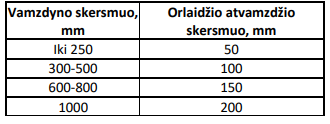 Vamzdyno skersmuo, mm | Orlaidžio atvamzdžio skersmuo, mm
Iki 250 | 50
300-500 | 100
600-800 | 150
1000 | 200